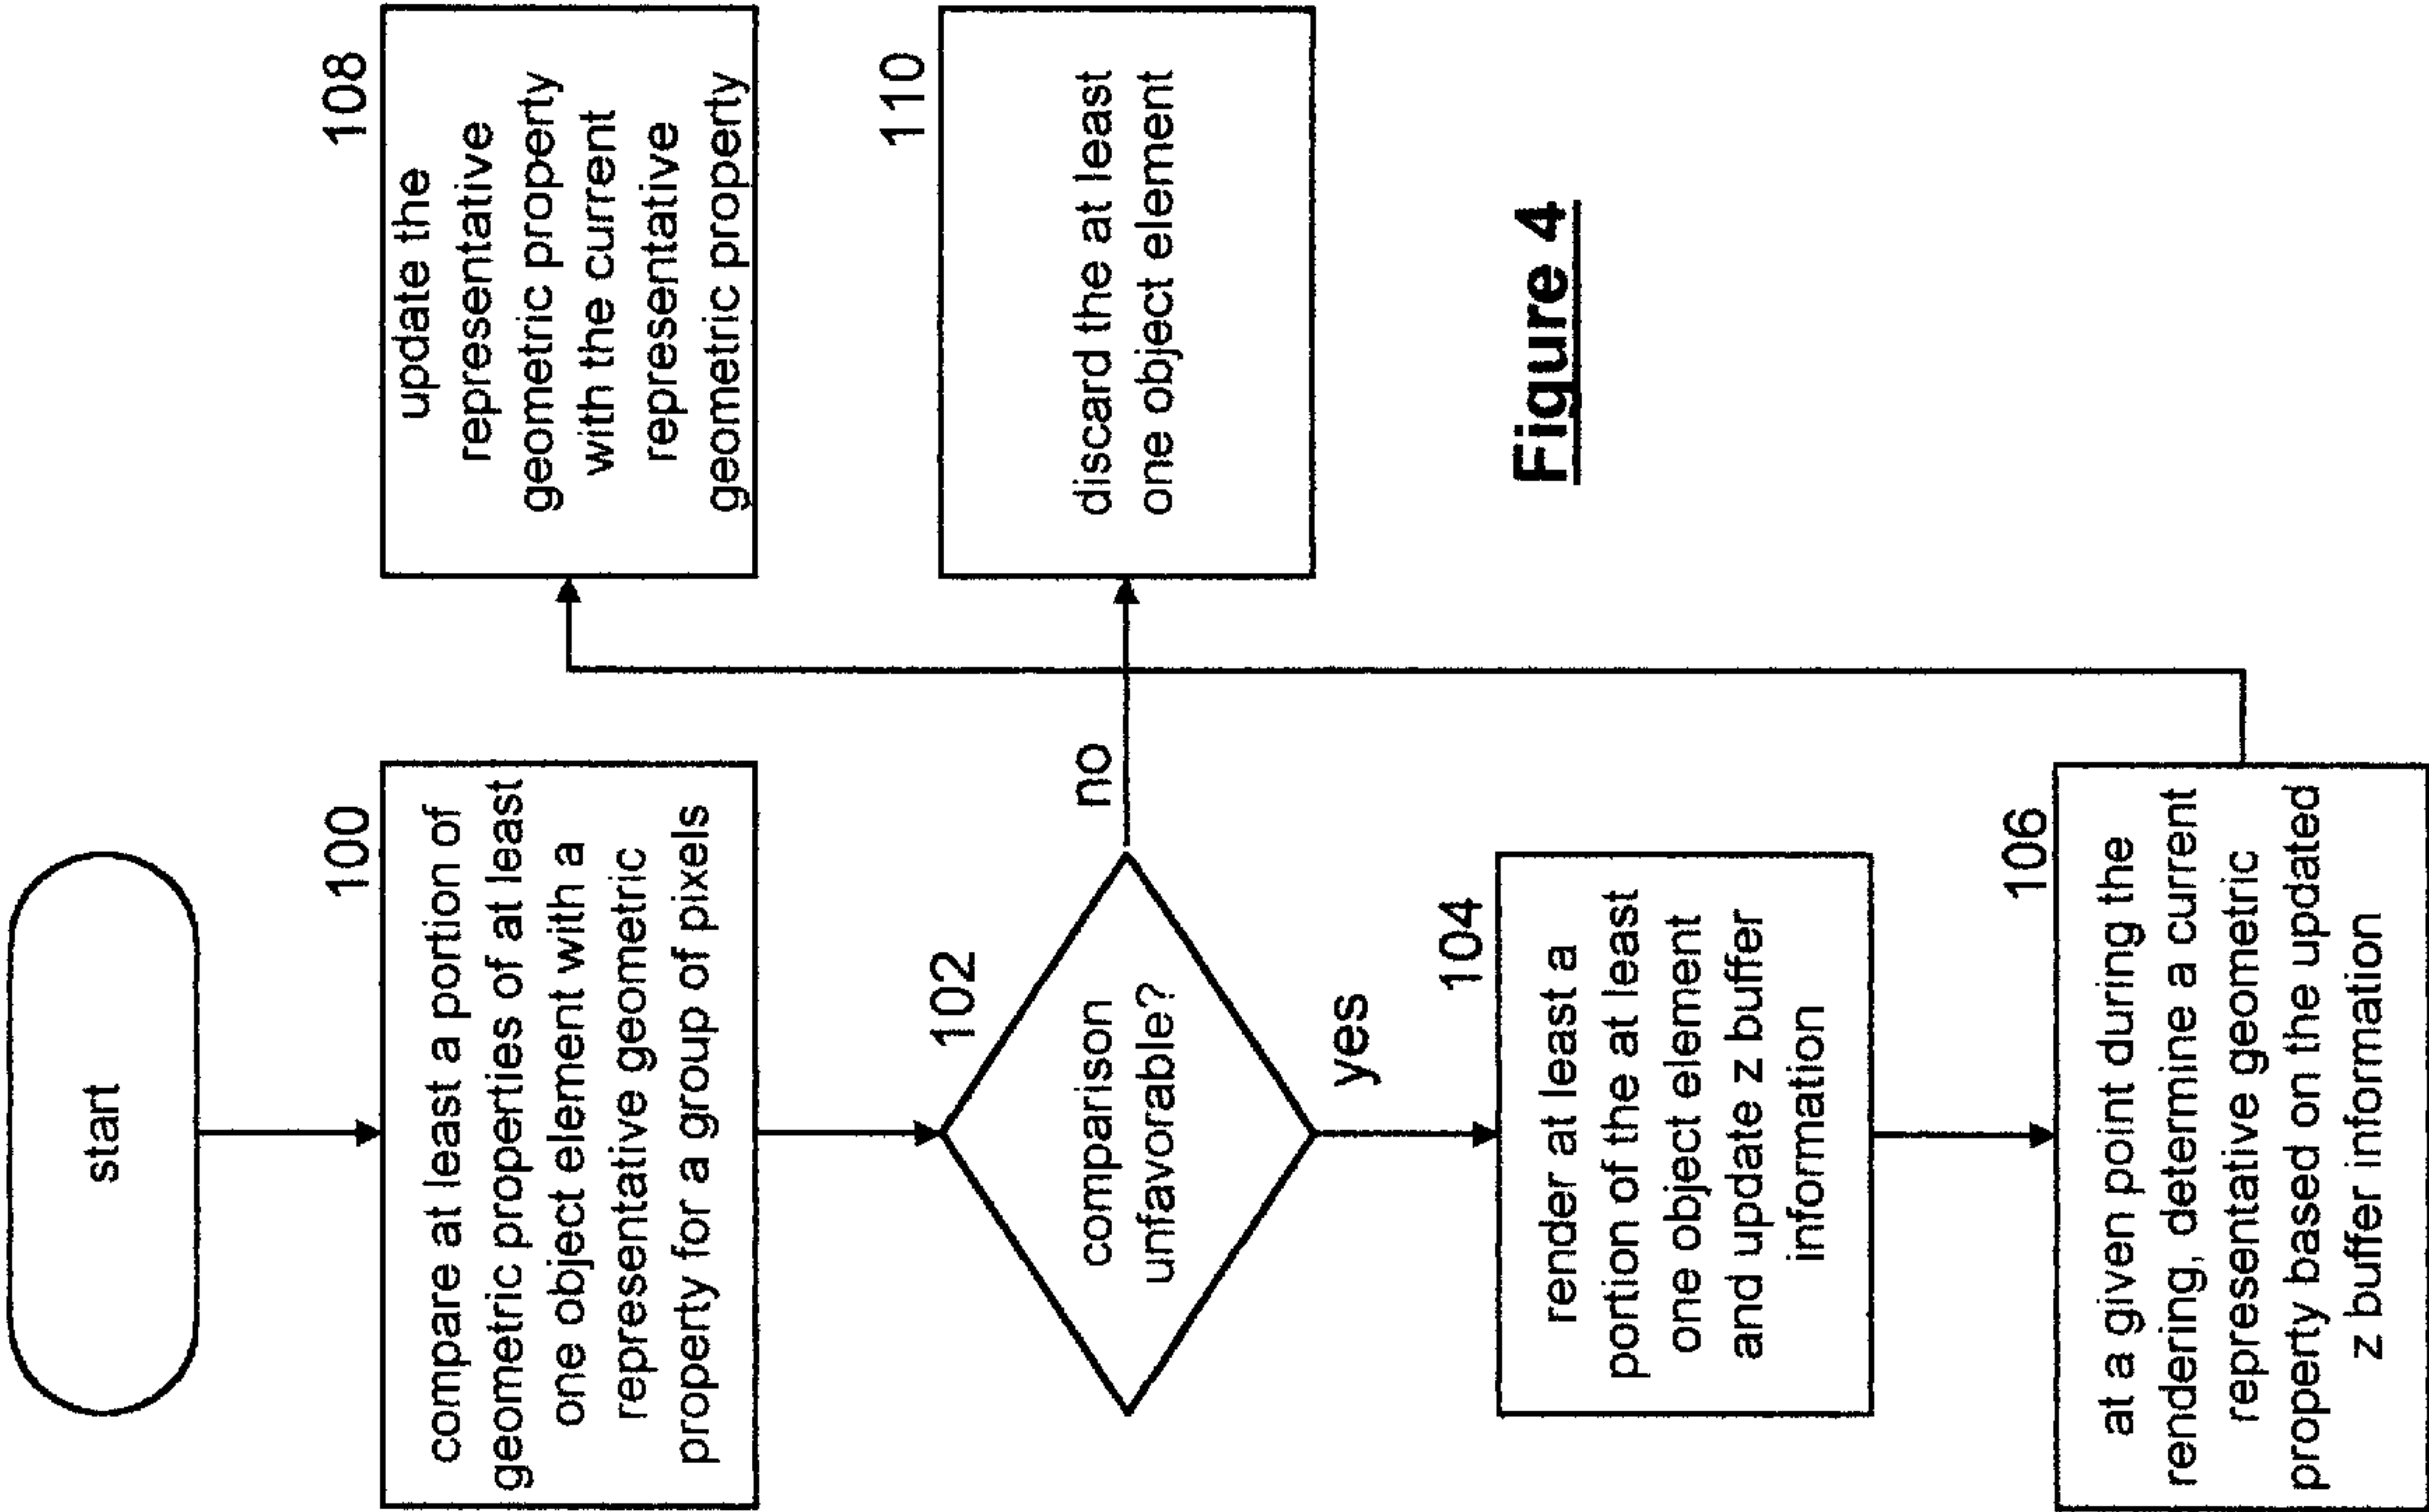 start
100
compare at least a portion of
geometric properties of at least
one object element with a
representative geometric
property for a group of pixels
102
comparison
unfavorable?
no
yes
104
render at least a
portion of the at least
one object element
and update z buffer
information
106
at a given point during the
rendering, determine a current
representative geometric
property based on the updated
z buffer information
108
update the
representative
geometric property
with the current
representative
geometric property
110
discard the at least
one object element
Figure 4